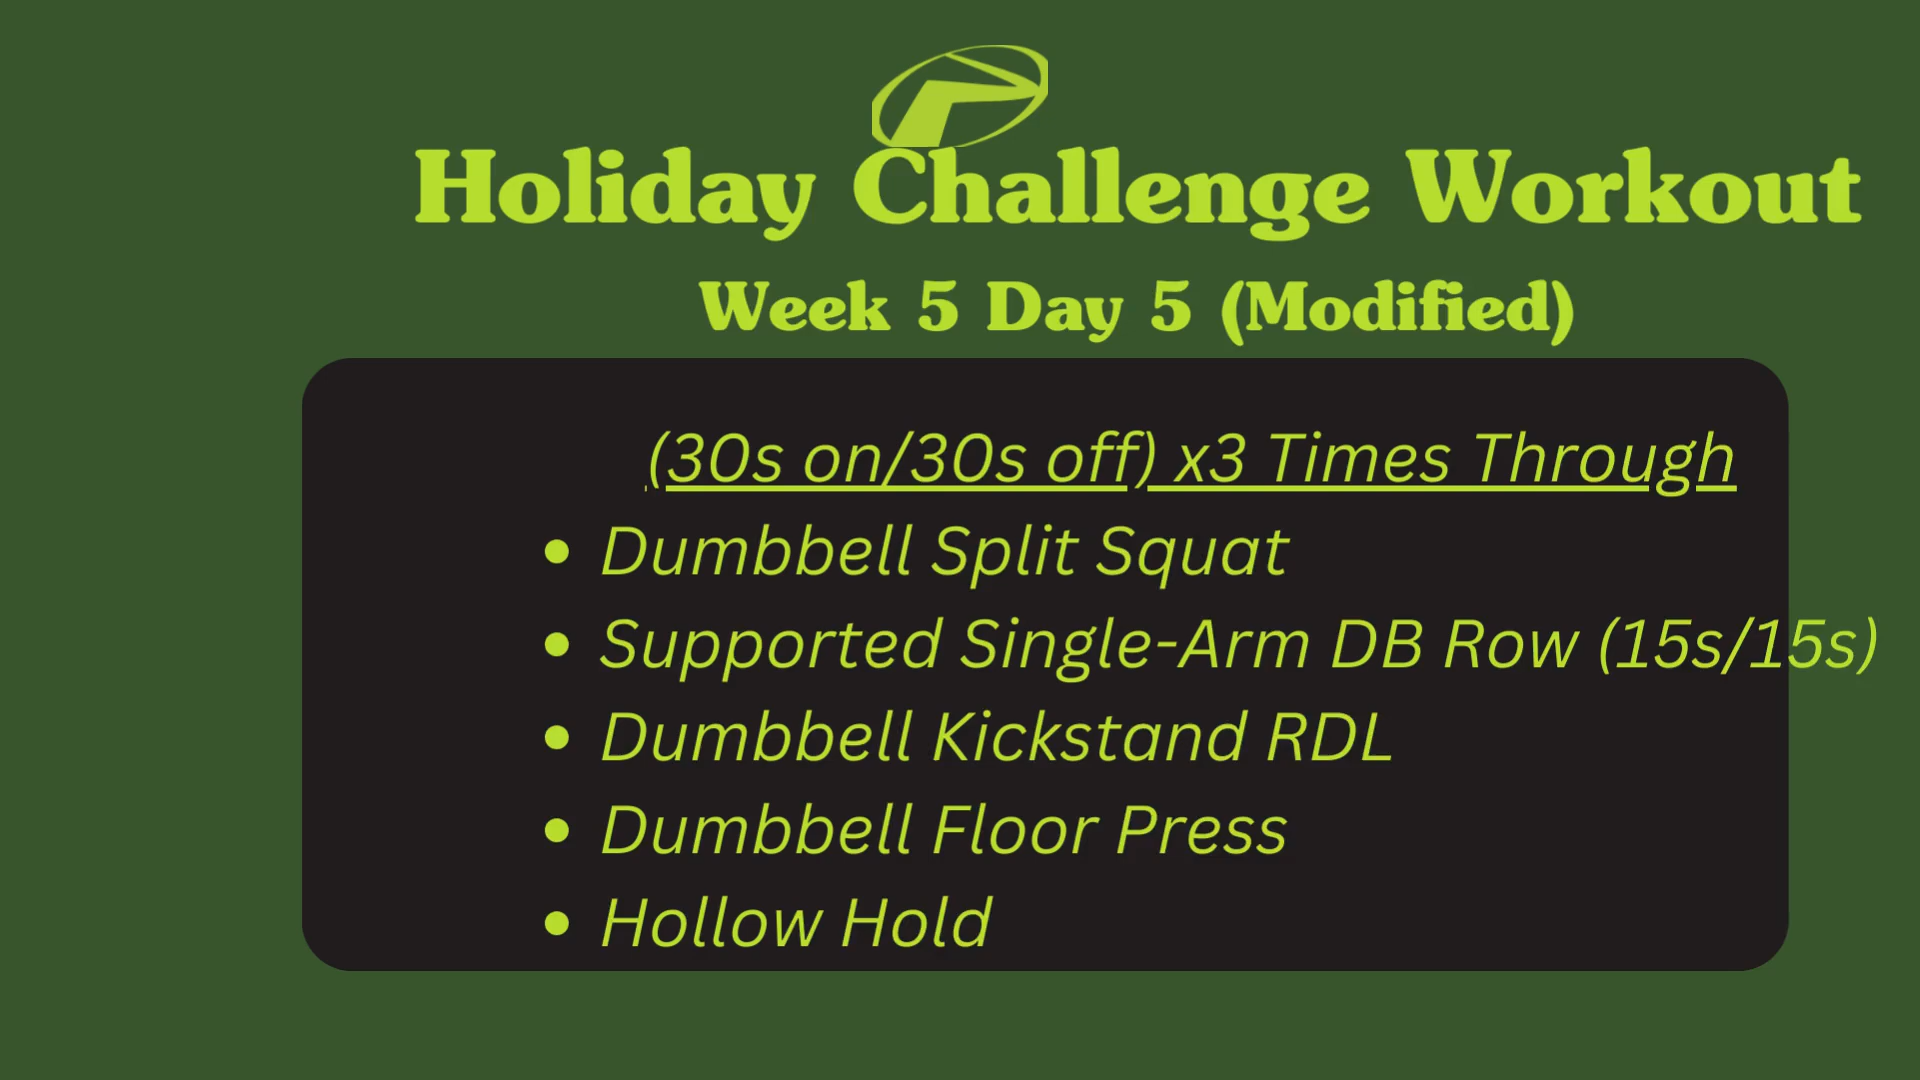 Holiday Challenge Workout
Week 5 Day 5 (Modified)
(30s on/30s off) x3 Times Through
• Dumbbell Split Squat
• Supported Single-Arm DB Row (15s/15s)
• Dumbbell Kickstand RDL
• Dumbbell Floor Press
• Hollow Hold